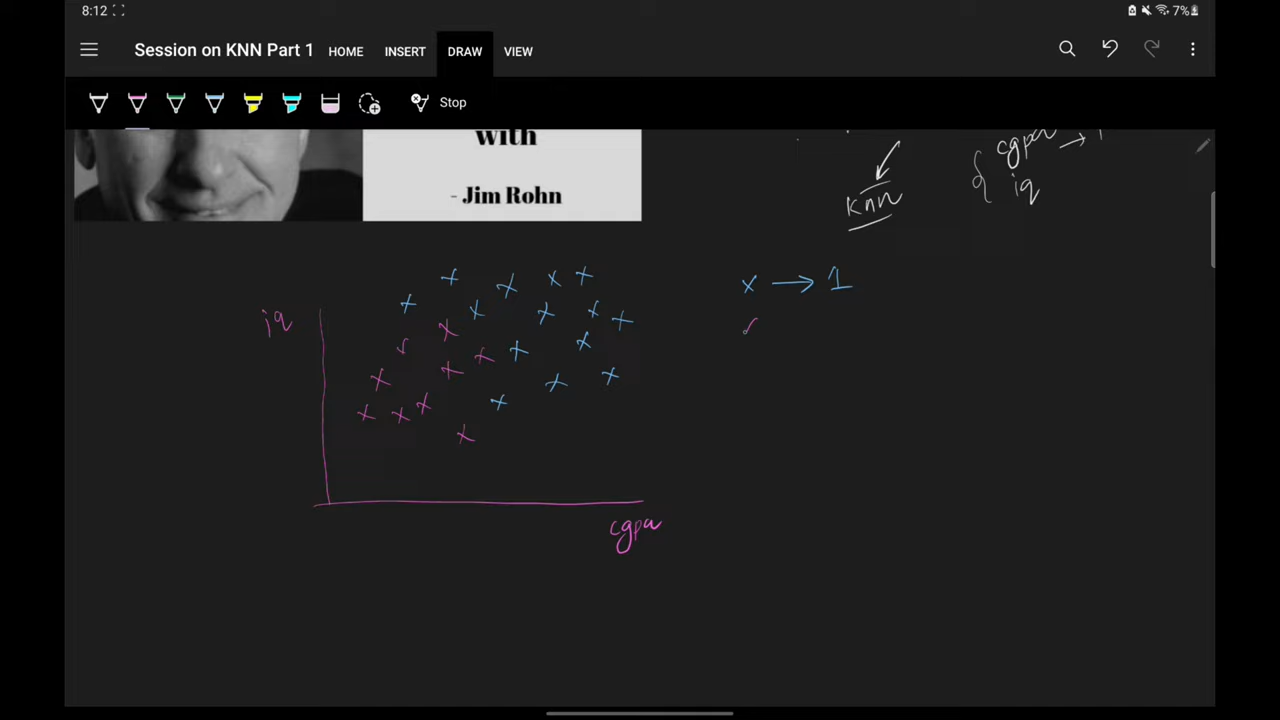 8:12
7%
Session on KNN Part 1
HOME
INSERT
DRAW
VIEW
Stop
with
- Jim Rohn
cgpa →
iq
knn
x → 1
iq
cgpa